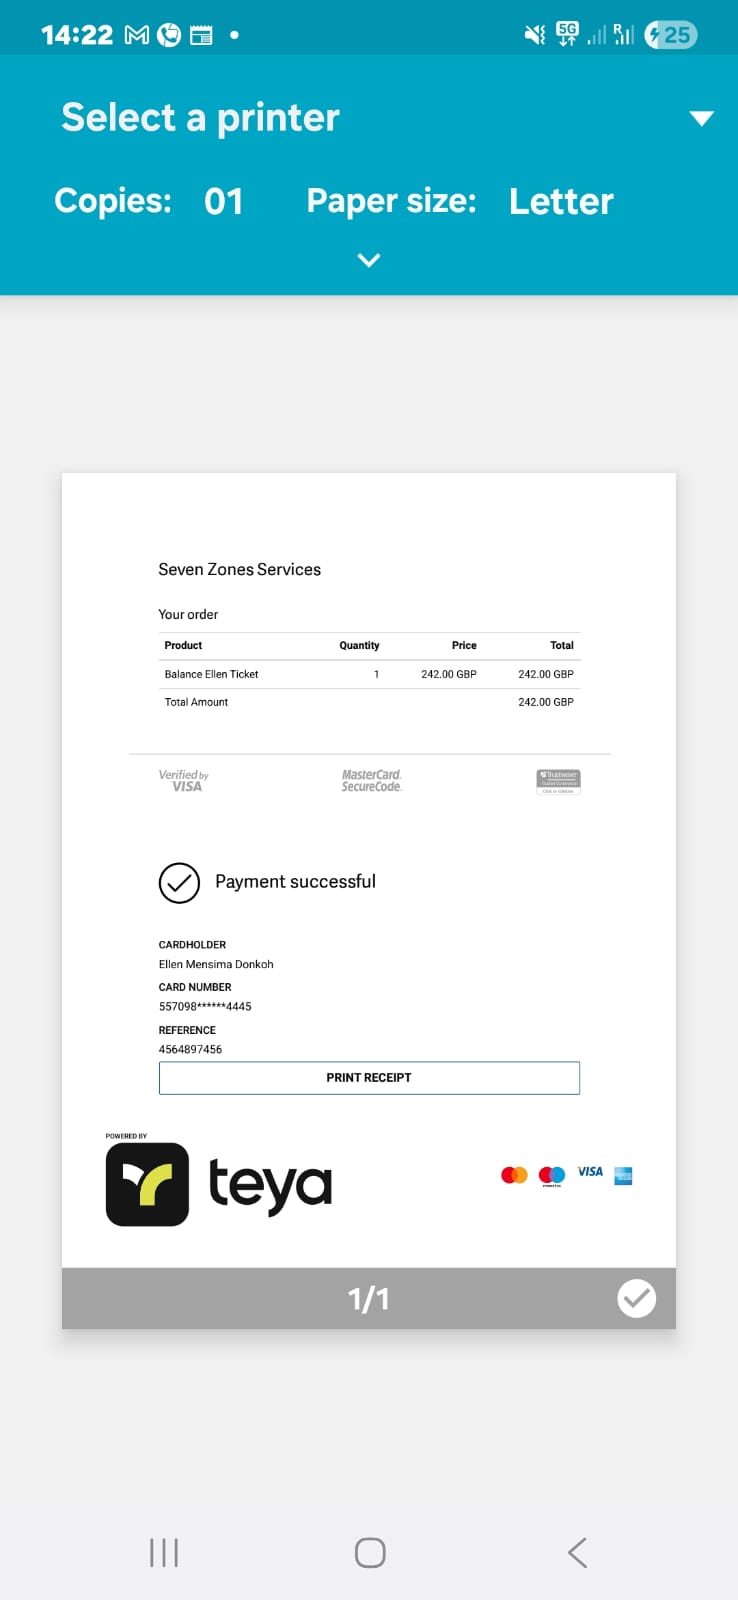 14:22 5G R 25
Select a printer
Copies: 01 Paper size: Letter
Seven Zones Services
Your order
Product Quantity Price Total
Balance Ellen Ticket 1 242.00 GBP 242.00 GBP
Total Amount 242.00 GBP
Verified by MasterCard. Trustwave
VISA SecureCode.
Payment successful
CARDHOLDER
Ellen Mensima Donkoh
CARD NUMBER
557098******4445
REFERENCE
4564897456
PRINT RECEIPT
POWERED BY
teya VISA
1/1